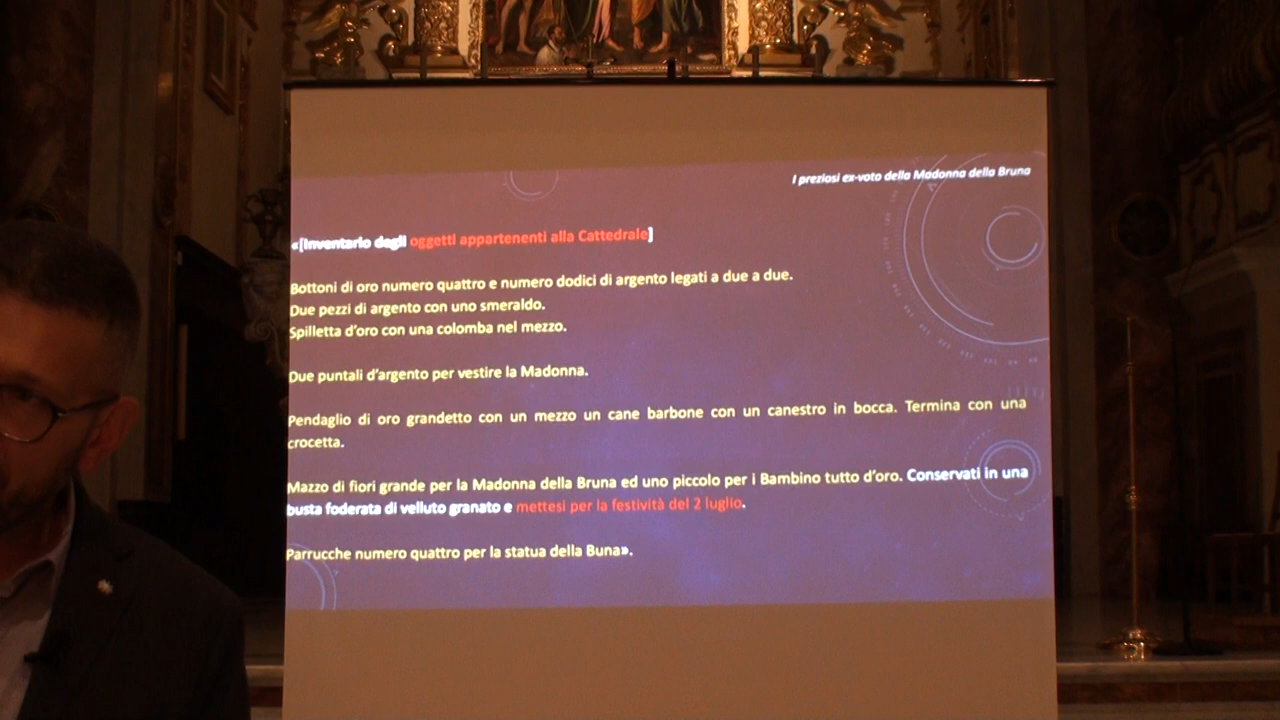 I preziosi ex-voto della Madonna della Bruna
«[Inventario degli oggetti appartenenti alla Cattedrale]
Bottoni di oro numero quattro e numero dodici di argento legati a due a due.
Due pezzi di argento con uno smeraldo.
Spilletta d'oro con una colomba nel mezzo.
Due puntali d'argento per vestire la Madonna.
Pendaglio di oro grandetto con un mezzo un cane barbone con un canestro in bocca. Termina con una
crocetta.
Mazzo di fiori grande per la Madonna della Bruna ed uno piccolo per i Bambino tutto d'oro. Conservati in una
busta foderata di velluto granato e mettesi per la festività del 2 luglio.
Parrucche numero quattro per la statua della Buna».